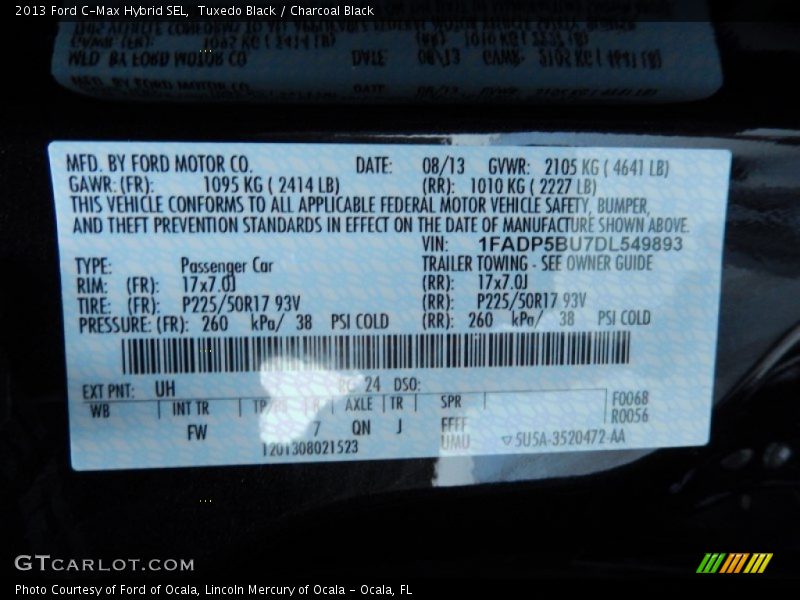 2013 Ford C-Max Hybrid SEL, Tuxedo Black / Charcoal Black
MFD. BY FORD MOTOR CO. DATE: 08/13 GVWR: 2105 KG ( 4641 LB)
GAWR: (FR): 1095 KG ( 2414 LB) (RR): 1010 KG ( 2227 LB)
THIS VEHICLE CONFORMS TO ALL APPLICABLE FEDERAL MOTOR VEHICLE SAFETY, BUMPER,
AND THEFT PREVENTION STANDARDS IN EFFECT ON THE DATE OF MANUFACTURE SHOWN ABOVE.
VIN: 1FADP5BU7DL549893
TYPE: Passenger Car TRAILER TOWING - SEE OWNER GUIDE
RIM: (FR): 17x7.0J (RR): 17x7.0J
TIRE: (FR): P225/50R17 93V (RR): P225/50R17 93V
PRESSURE: (FR): 260 kPa/ 38 PSI COLD (RR): 260 kPa/ 38 PSI COLD
EXT PNT: UH RC: 24 DSO:
WB INT TR AXLE TR SPR F0068
R0056
FW 7 QN J FFFF
UMU
1201308021523 5U5A-3520472-AA
GTCARLOT.COM
Photo Courtesy of Ford of Ocala, Lincoln Mercury of Ocala - Ocala, FL